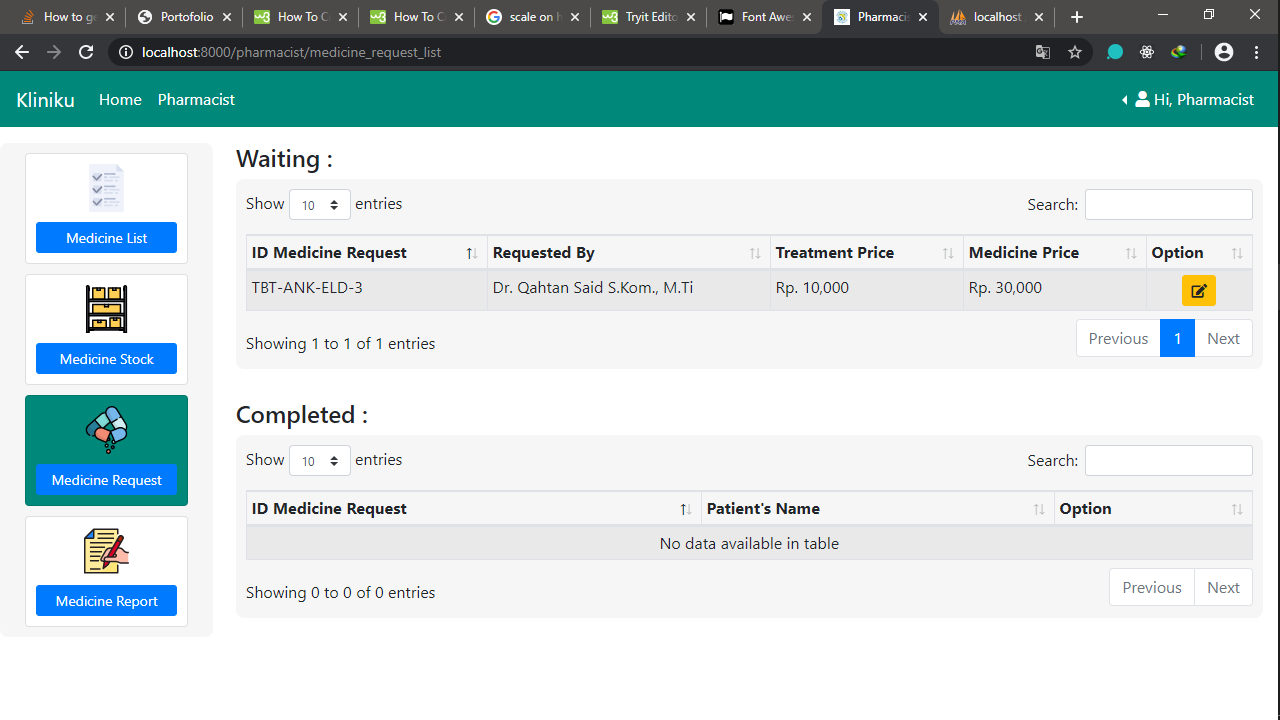 How to ge
Portofolio
How To C
How To C
scale on h
Tryit Edito
Font Awes
Pharmacis
localhost
localhost:8000/pharmacist/medicine_request_list
Kliniku Home Pharmacist Hi, Pharmacist
Medicine List
Medicine Stock
Medicine Request
Medicine Report
Waiting :
Show 10 entries Search:
ID Medicine Request Requested By Treatment Price Medicine Price Option
TBT-ANK-ELD-3 Dr. Qahtan Said S.Kom., M.Ti Rp. 10,000 Rp. 30,000
Showing 1 to 1 of 1 entries Previous 1 Next
Completed :
Show 10 entries Search:
ID Medicine Request Patient's Name Option
No data available in table
Showing 0 to 0 of 0 entries Previous Next